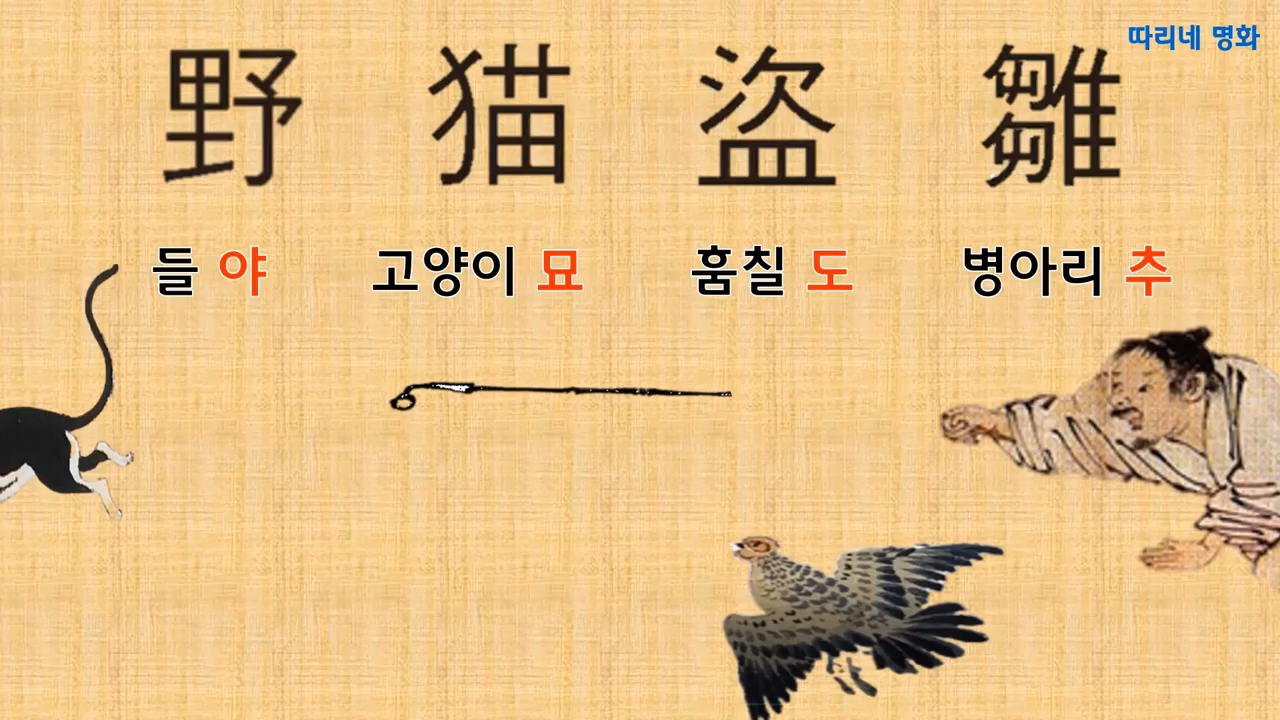 따리네 명화
野 猫 盜 雛
들 야 고양이 묘 훔칠 도 병아리 추